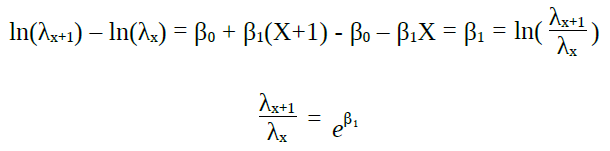 ln(λₓ₊₁) – ln(λₓ) = β₀ + β₁(X+1) - β₀ – β₁X = β₁ = ln( λₓ₊₁/λₓ )
λₓ₊₁/λₓ = e^β₁